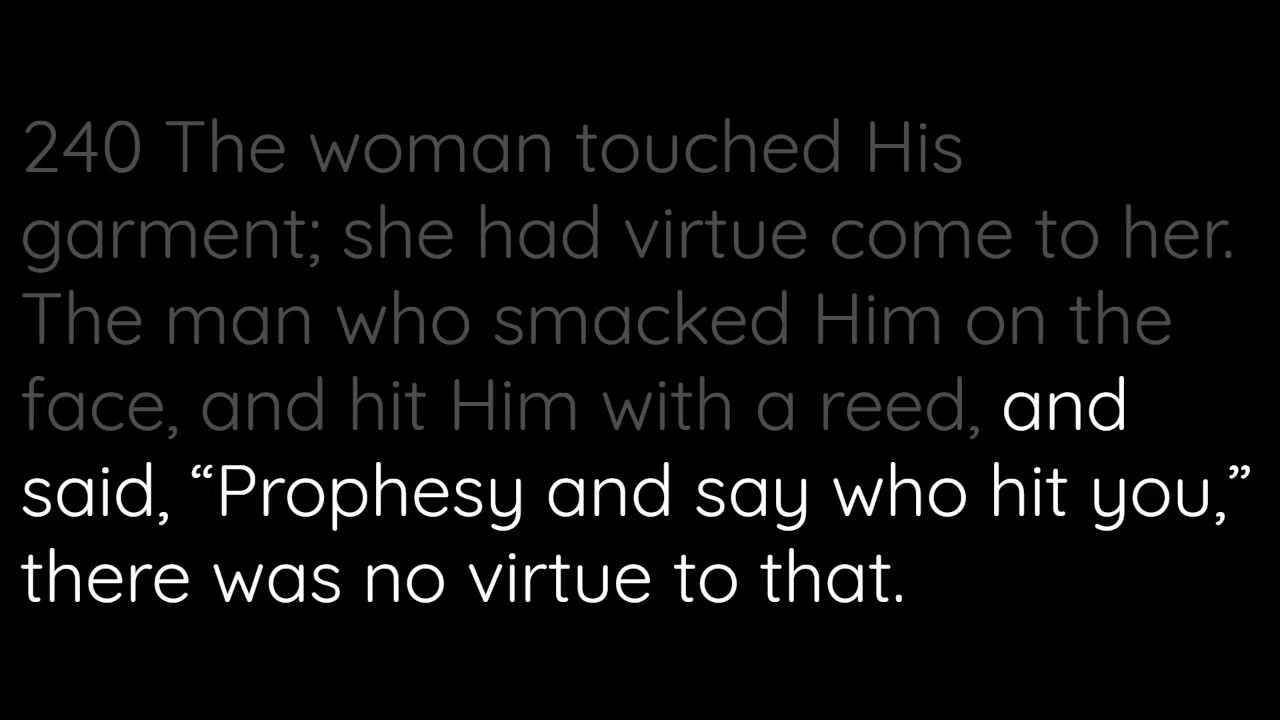 240 The woman touched His
garment; she had virtue come to her.
The man who smacked Him on the
face, and hit Him with a reed, and
said, “Prophesy and say who hit you,”
there was no virtue to that.